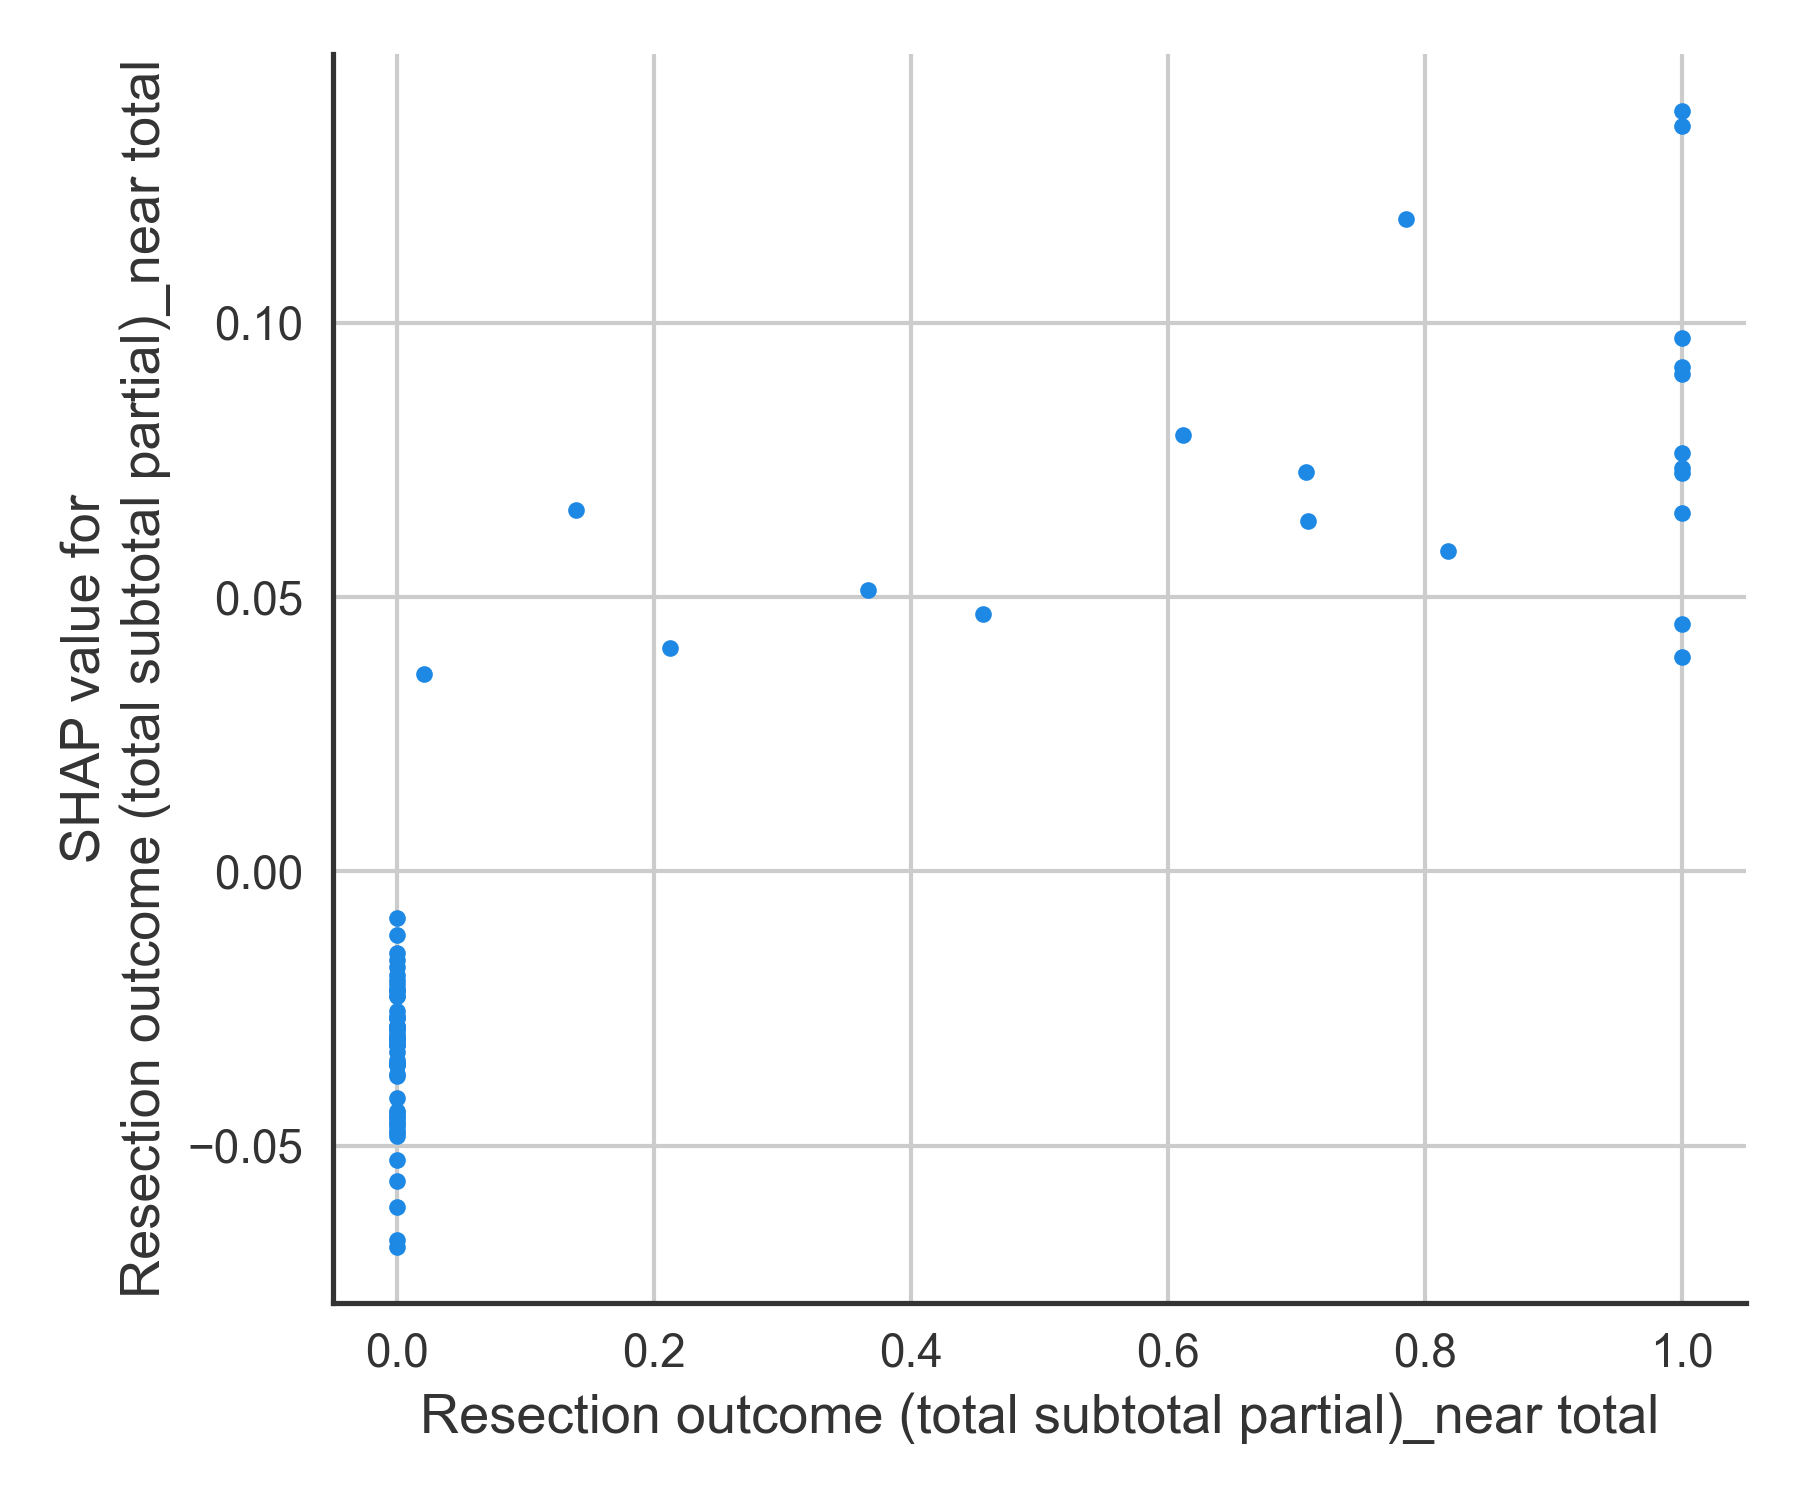 SHAP value for
Resection outcome (total subtotal partial)_near total
0.10
0.05
0.00
−0.05
0.0 0.2 0.4 0.6 0.8 1.0
Resection outcome (total subtotal partial)_near total